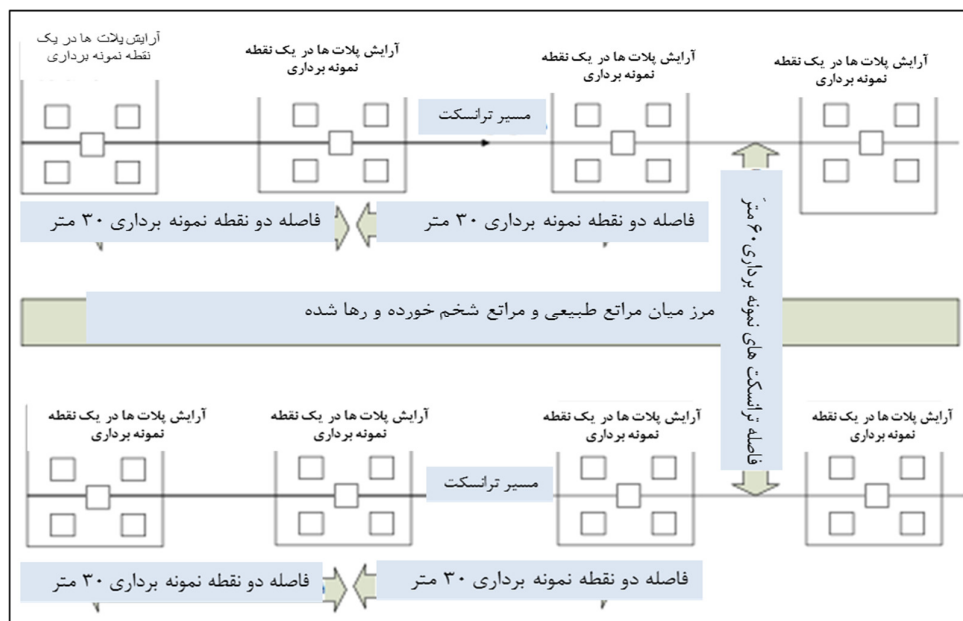 آرایش پلات ها در یک
نقطه نمونه برداری
آرایش پلات ها در یک نقطه
نمونه برداری
آرایش پلات ها در یک نقطه
نمونه برداری
آرایش پلات ها در یک نقطه
نمونه برداری
مسیر ترانسکت
فاصله دو نقطه نمونه برداری ۳۰ متر
فاصله دو نقطه نمونه برداری ۳۰ متر
فاصله ترانسکت های نمونه برداری ۶۰ متر
مرز میان مراتع طبیعی و مراتع شخم خورده و رها شده
آرایش پلات ها در یک نقطه
نمونه برداری
آرایش پلات ها در یک نقطه
نمونه برداری
آرایش پلات ها در یک نقطه
نمونه برداری
آرایش پلات ها در یک نقطه
نمونه برداری
مسیر ترانسکت
فاصله دو نقطه نمونه برداری ۳۰ متر
فاصله دو نقطه نمونه برداری ۳۰ متر